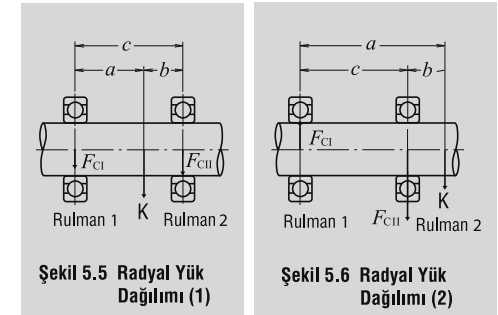 c
a
b
F_CI
F_CII
K
Rulman 1
Rulman 2
Şekil 5.5 Radyal Yük
Dağılımı (1)
a
c
b
F_CI
K
Rulman 1
F_CII
Rulman 2
Şekil 5.6 Radyal Yük
Dağılımı (2)